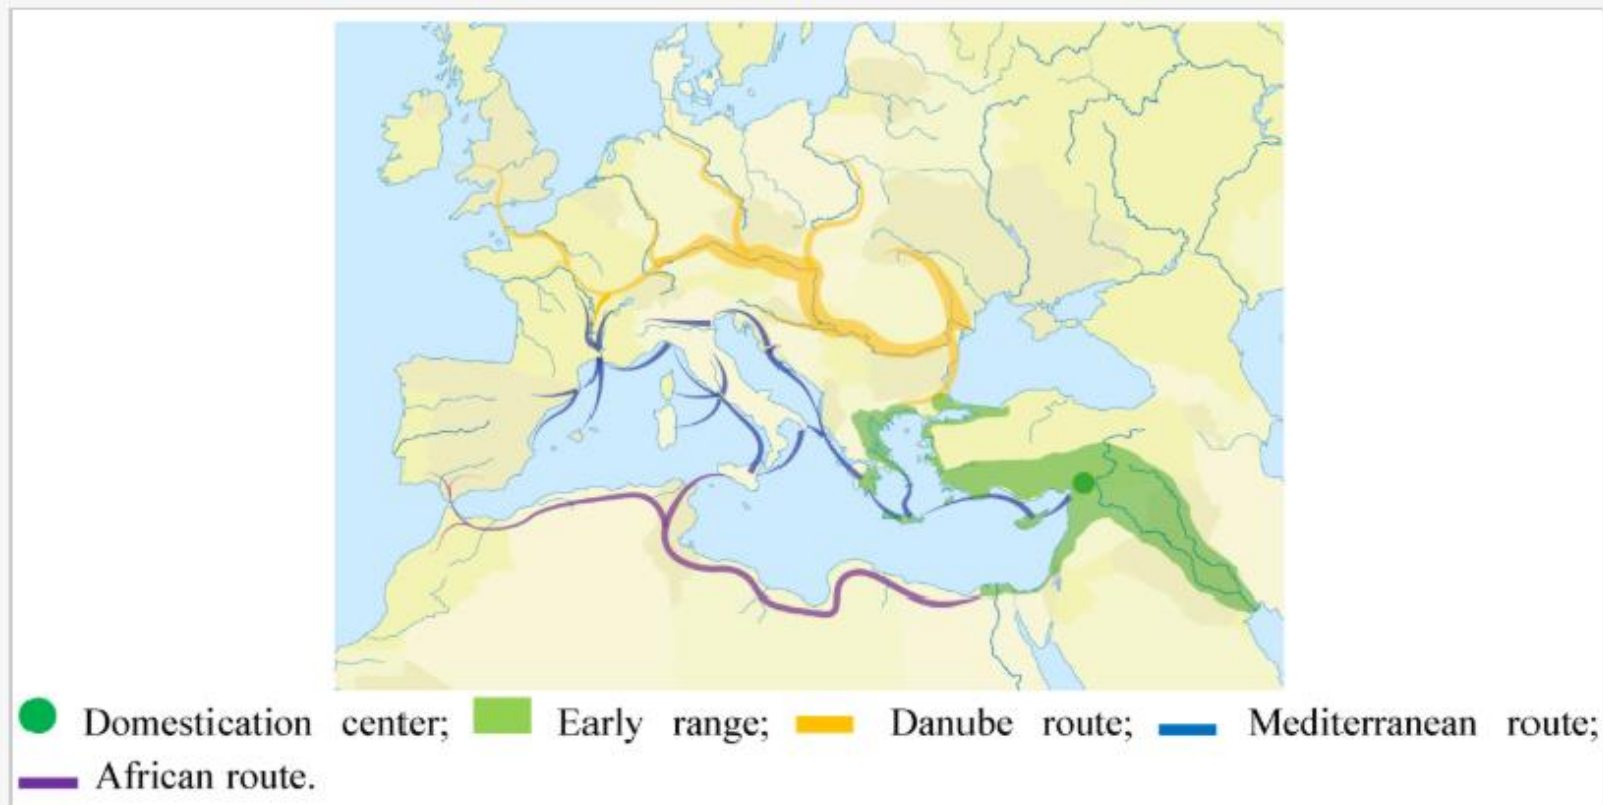 Domestication center; Early range; Danube route; Mediterranean route;
African route.